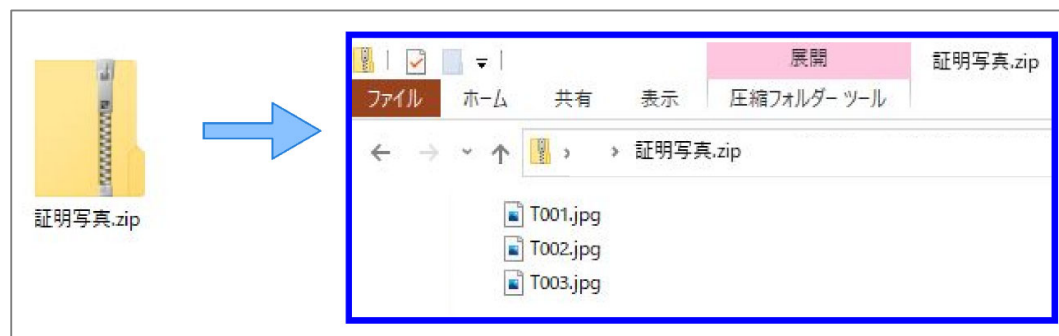 証明写真.zip
展開
証明写真.zip
ファイル ホーム 共有 表示 圧縮フォルダー ツール
証明写真.zip
T001.jpg
T002.jpg
T003.jpg